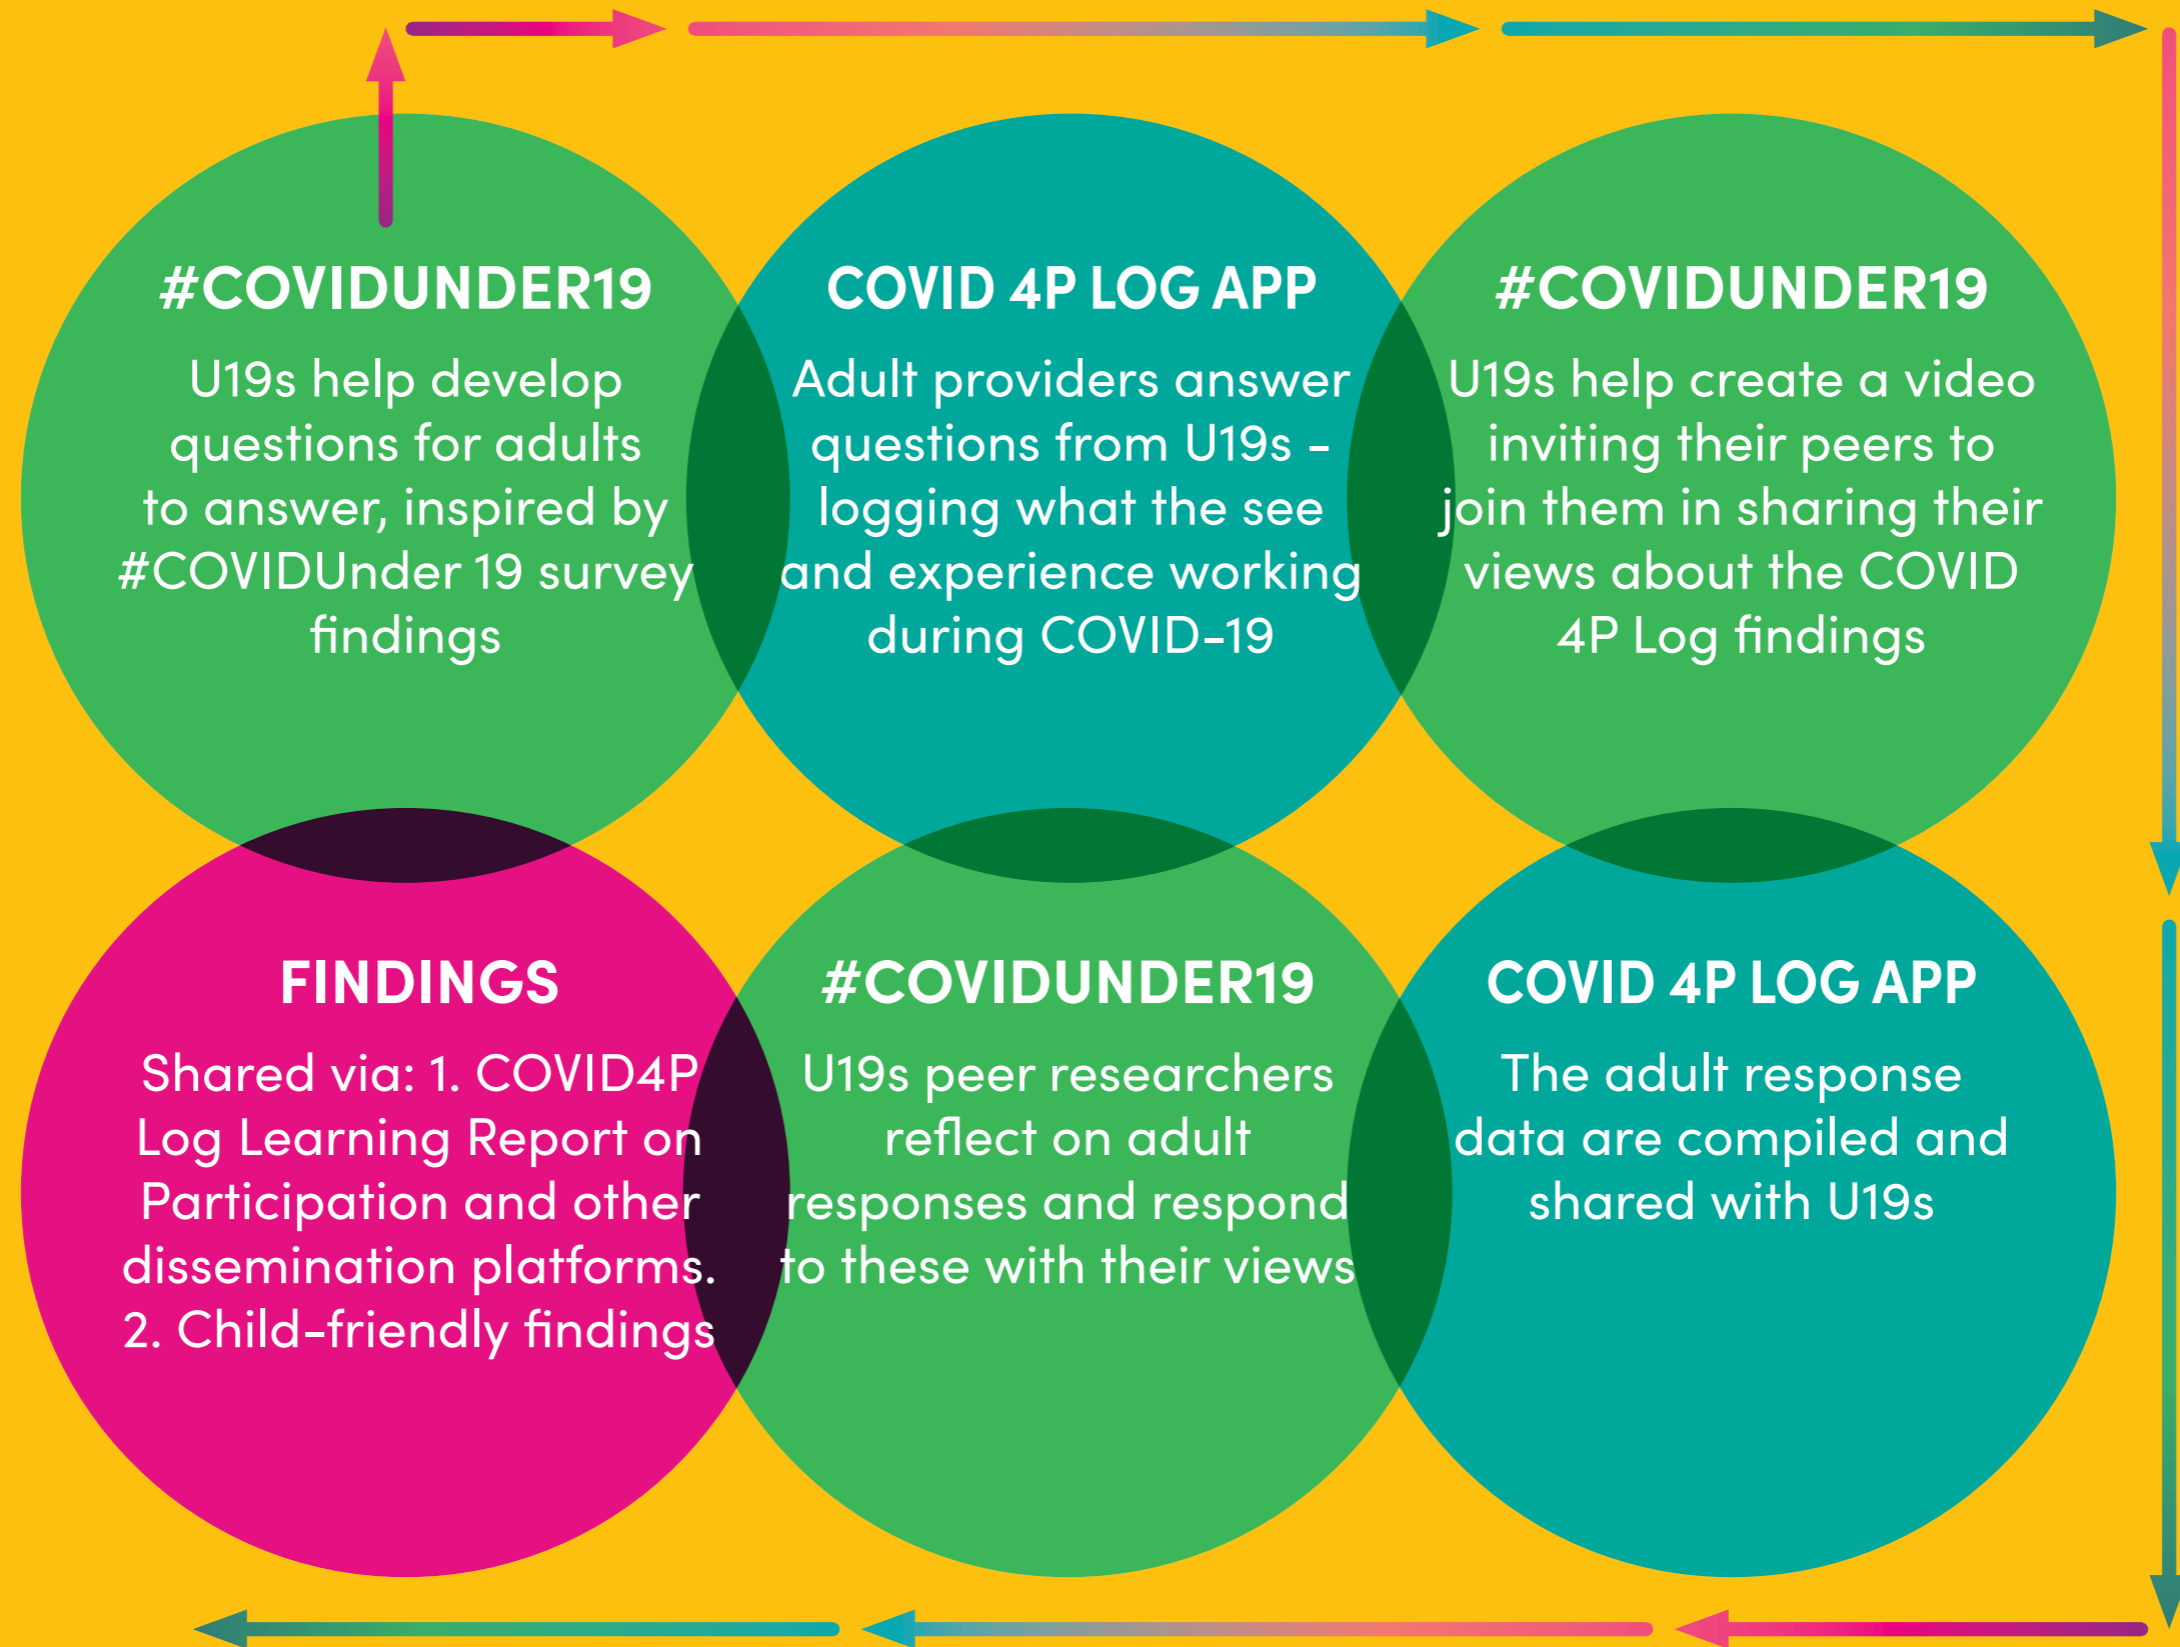 #COVIDUNDER19
U19s help develop
questions for adults
to answer, inspired by
#COVIDUnder 19 survey
findings
COVID 4P LOG APP
Adult providers answer
questions from U19s -
logging what the see
and experience working
during COVID-19
#COVIDUNDER19
U19s help create a video
inviting their peers to
join them in sharing their
views about the COVID
4P Log findings
FINDINGS
Shared via: 1. COVID4P
Log Learning Report on
Participation and other
dissemination platforms.
2. Child-friendly findings
#COVIDUNDER19
U19s peer researchers
reflect on adult
responses and respond
to these with their views
COVID 4P LOG APP
The adult response
data are compiled and
shared with U19s